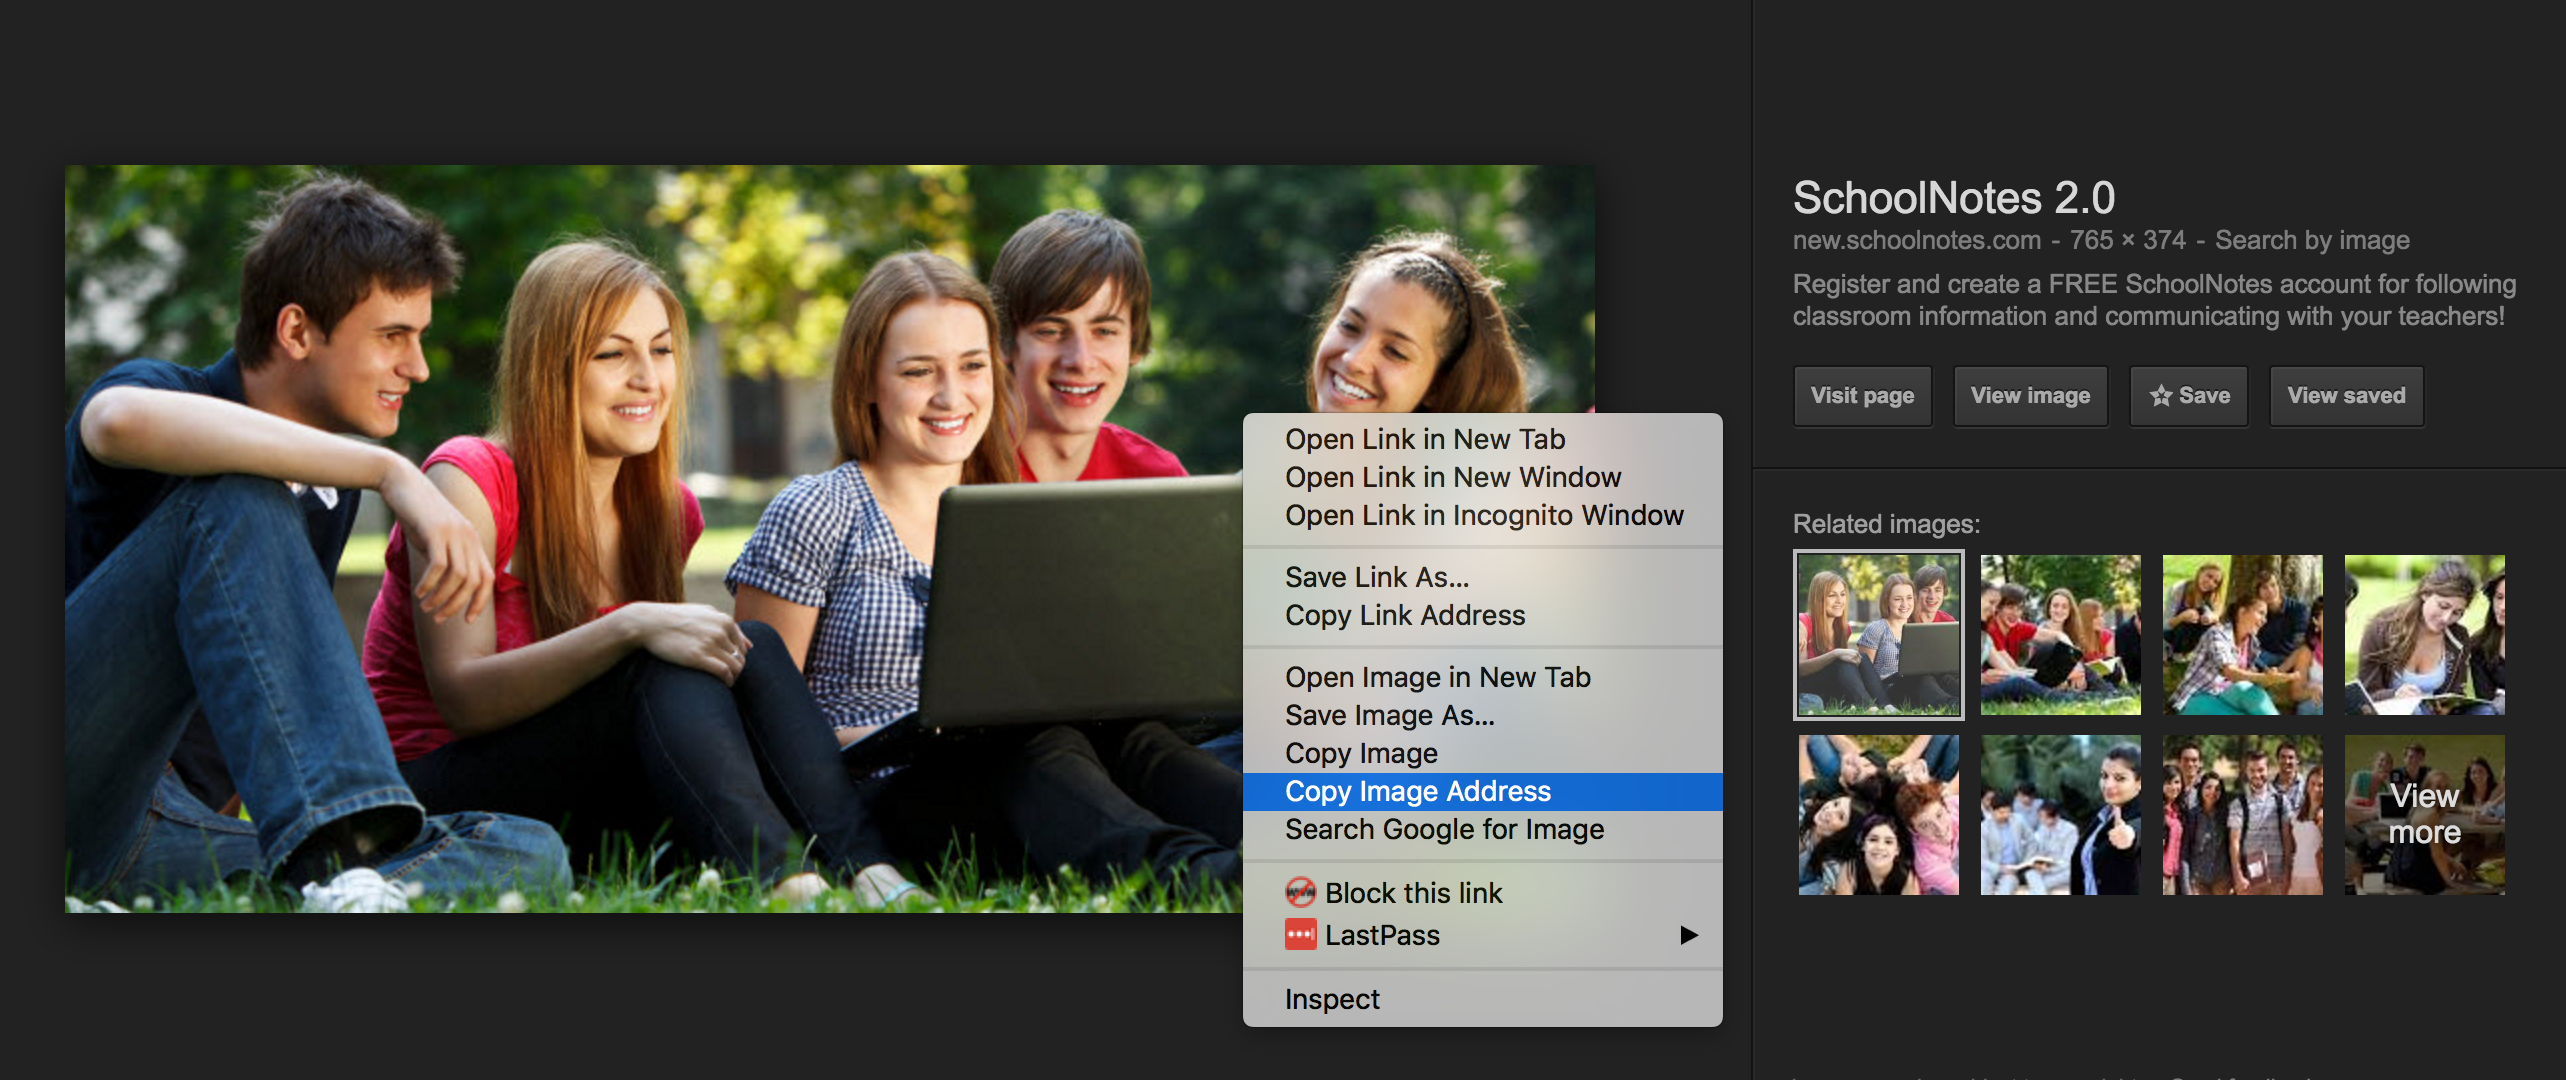 SchoolNotes 2.0
new.schoolnotes.com - 765 × 374 - Search by image
Register and create a FREE SchoolNotes account for following
classroom information and communicating with your teachers!
Visit page
View image
Save
View saved
Related images:
View
more
Open Link in New Tab
Open Link in New Window
Open Link in Incognito Window
Save Link As...
Copy Link Address
Open Image in New Tab
Save Image As...
Copy Image
Copy Image Address
Search Google for Image
Block this link
LastPass
Inspect